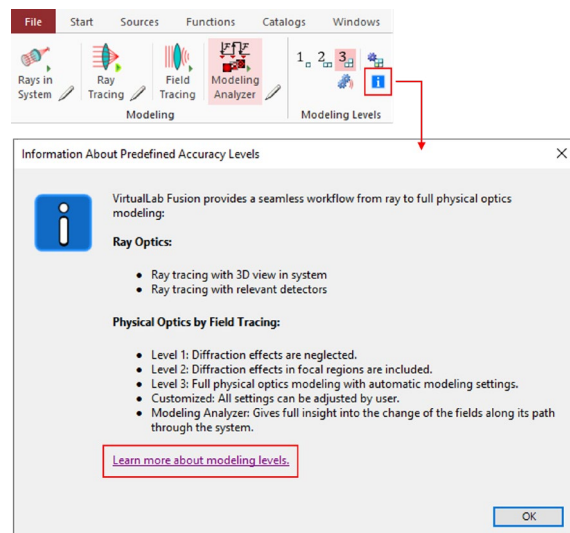 File Start Sources Functions Catalogs Windows
1 2 3
Rays in System Ray Tracing Field Tracing Modeling Analyzer
Modeling Modeling Levels
Information About Predefined Accuracy Levels
VirtualLab Fusion provides a seamless workflow from ray to full physical optics
modeling:
Ray Optics:
• Ray tracing with 3D view in system
• Ray tracing with relevant detectors
Physical Optics by Field Tracing:
• Level 1: Diffraction effects are neglected.
• Level 2: Diffraction effects in focal regions are included.
• Level 3: Full physical optics modeling with automatic modeling settings.
• Customized: All settings can be adjusted by user.
• Modeling Analyzer: Gives full insight into the change of the fields along its path
through the system.
Learn more about modeling levels.
OK